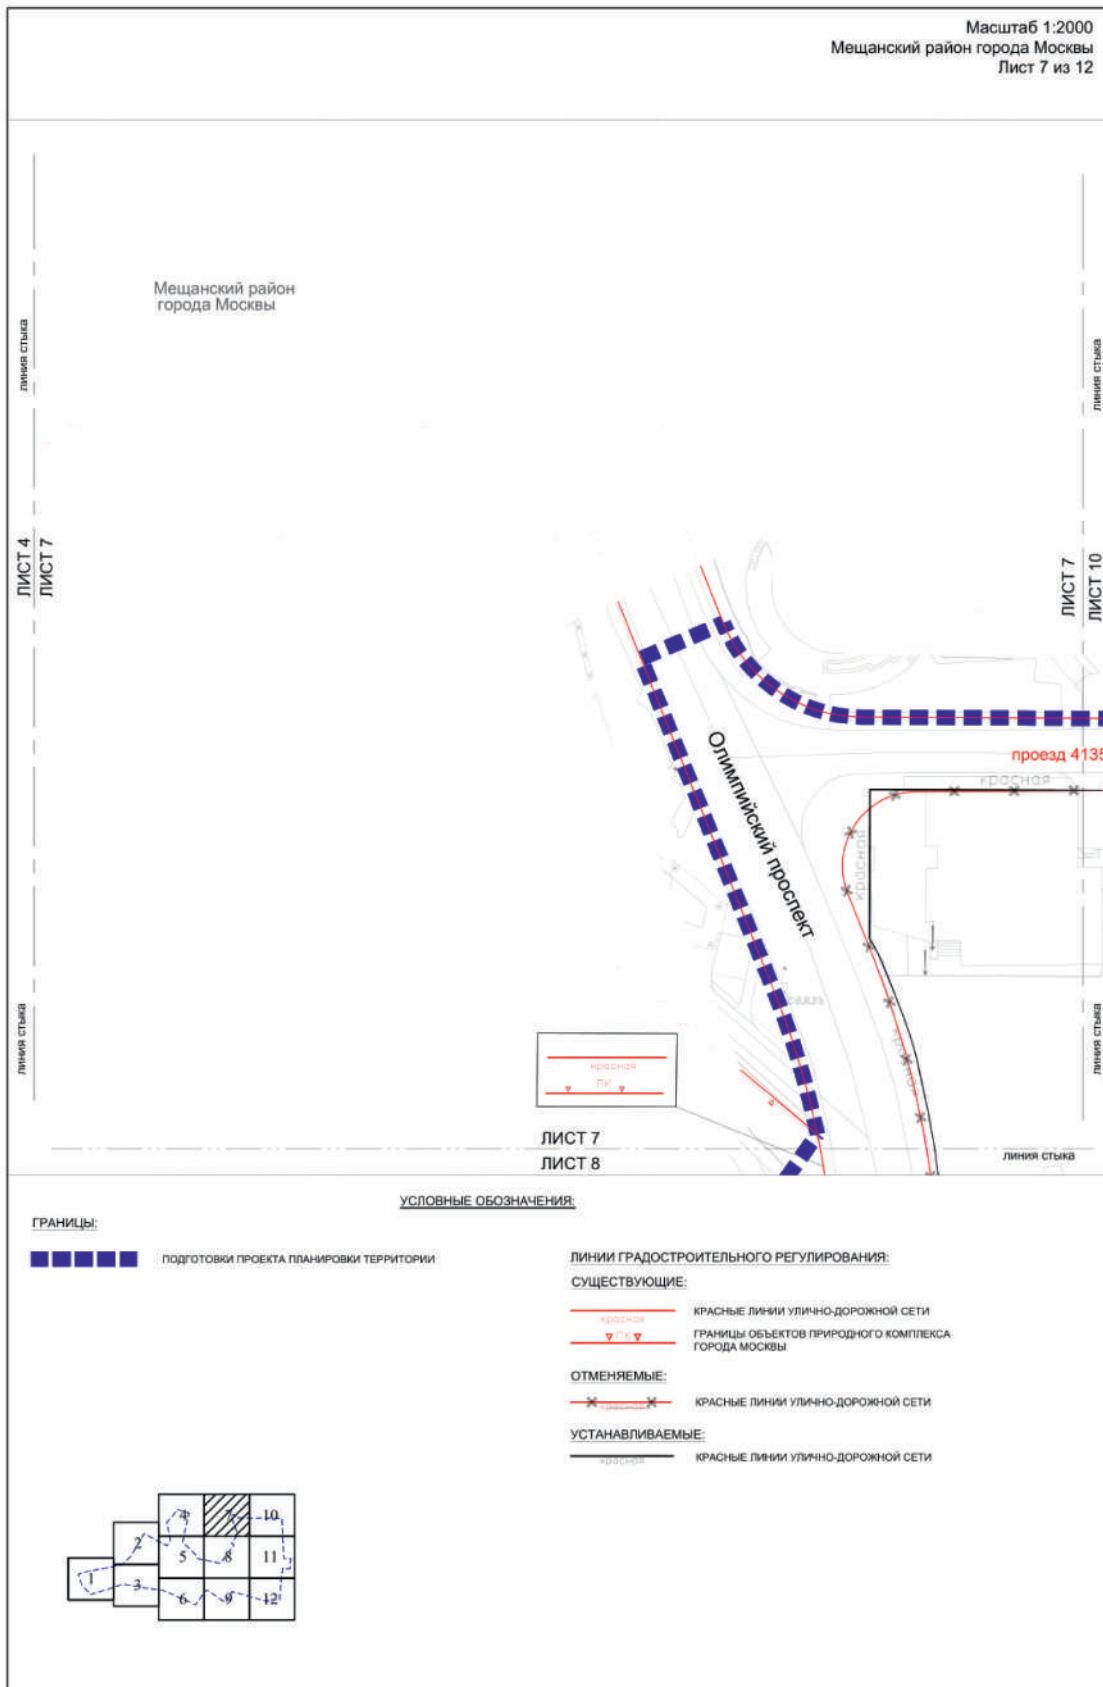 Масштаб 1:2000
Мещанский район города Москвы
Лист 7 из 12
Мещанский район
города Москвы
линия стыка
линия стыка
ЛИСТ 4
ЛИСТ 7
ЛИСТ 7
ЛИСТ 10
Олимпийский проспект
проезд 4135
красная
красная
красная
линия стыка
линия стыка
красная
ПК
ЛИСТ 7
ЛИСТ 8
линия стыка
УСЛОВНЫЕ ОБОЗНАЧЕНИЯ:
ГРАНИЦЫ:
ПОДГОТОВКИ ПРОЕКТА ПЛАНИРОВКИ ТЕРРИТОРИИ
ЛИНИИ ГРАДОСТРОИТЕЛЬНОГО РЕГУЛИРОВАНИЯ:
СУЩЕСТВУЮЩИЕ:
красная
КРАСНЫЕ ЛИНИИ УЛИЧНО-ДОРОЖНОЙ СЕТИ
ПК
ГРАНИЦЫ ОБЪЕКТОВ ПРИРОДНОГО КОМПЛЕКСА
ГОРОДА МОСКВЫ
ОТМЕНЯЕМЫЕ:
красная
КРАСНЫЕ ЛИНИИ УЛИЧНО-ДОРОЖНОЙ СЕТИ
УСТАНАВЛИВАЕМЫЕ:
красная
КРАСНЫЕ ЛИНИИ УЛИЧНО-ДОРОЖНОЙ СЕТИ
4 7 10
2 5 8 11
1 3 6 9 12